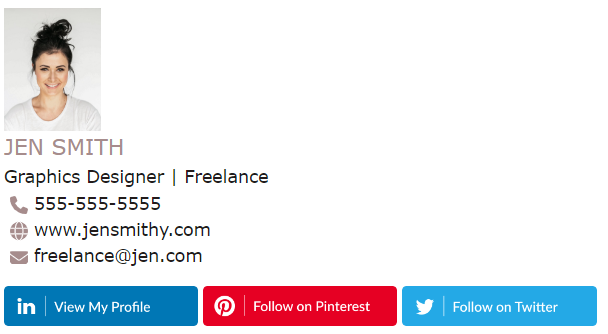 JEN SMITH
Graphics Designer | Freelance
555-555-5555
www.jensmithy.com
freelance@jen.com
in View My Profile
Follow on Pinterest
Follow on Twitter